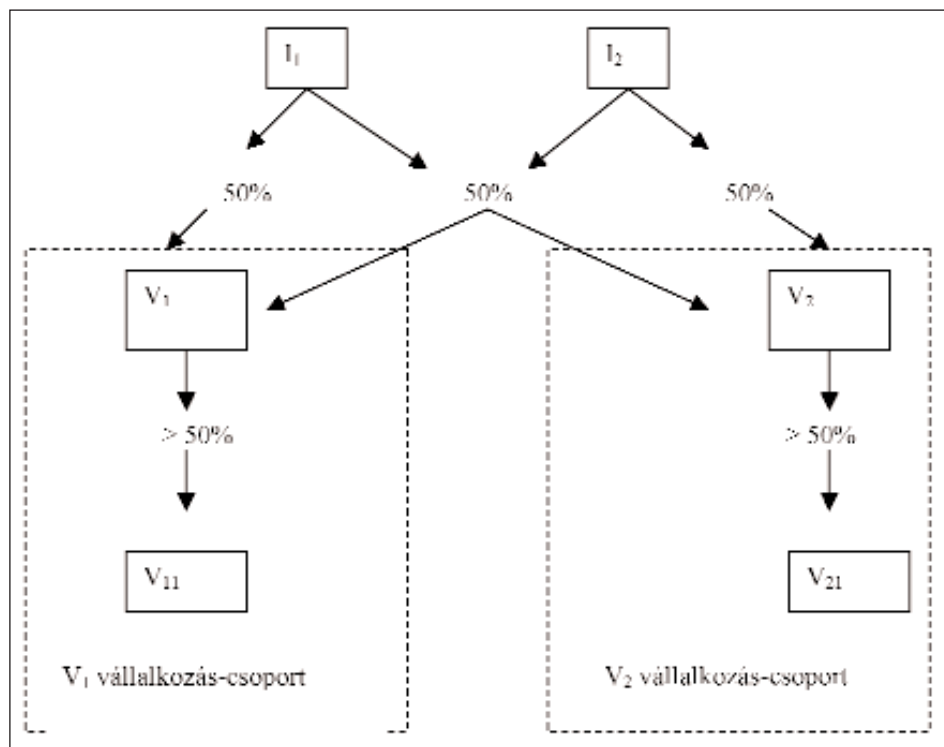 I₁ I₂
50% 50% 50%
V₁ V₂
> 50% > 50%
V₁₁ V₂₁
V₁ vállalkozás-csoport V₂ vállalkozás-csoport